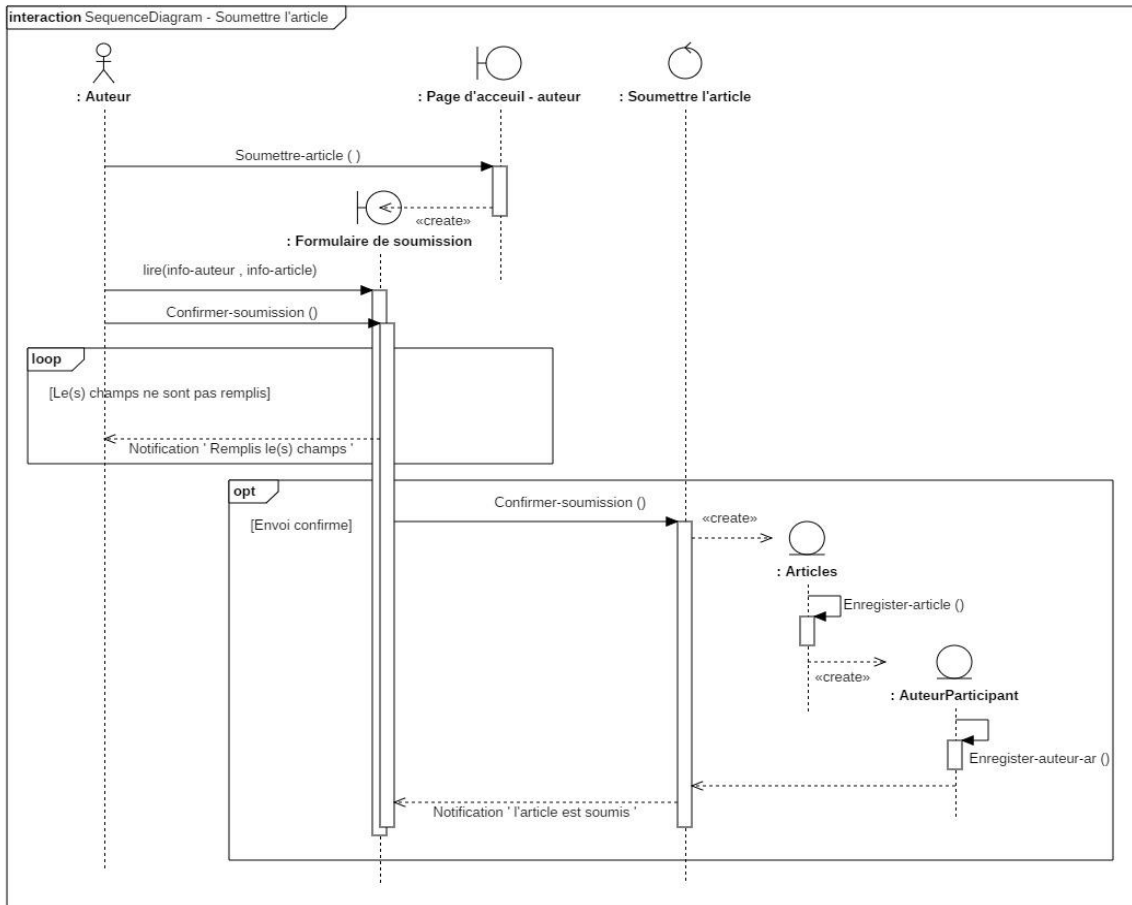 interaction SequenceDiagram - Soumettre l'article
: Auteur
: Page d'acceuil - auteur
: Soumettre l'article
Soumettre-article ( )
«create»
: Formulaire de soumission
lire(info-auteur , info-article)
Confirmer-soumission ()
loop
[Le(s) champs ne sont pas remplis]
Notification ' Remplis le(s) champs '
opt
Confirmer-soumission ()
[Envoi confirme]
«create»
: Articles
Enregister-article ()
«create»
: AuteurParticipant
Enregister-auteur-ar ()
Notification ' l'article est soumis '